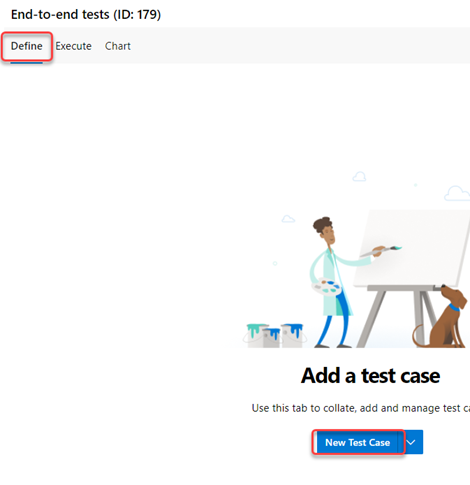 End-to-end tests (ID: 179)
Define Execute Chart
Add a test case
Use this tab to collate, add and manage test
New Test Case